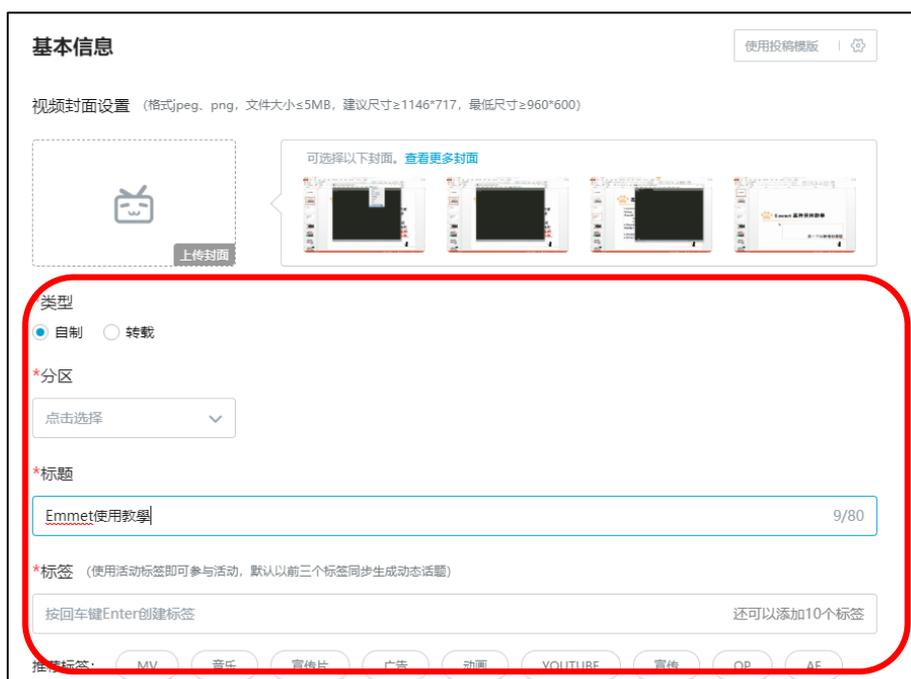 基本信息
使用投稿模版
视频封面设置 (格式jpeg、png，文件大小≤5MB，建议尺寸≥1146*717，最低尺寸≥960*600)
可选择以下封面。查看更多封面
上传封面
*类型
自制 转载
*分区
点击选择
*标题
Emmet使用教學 9/80
*标签 (使用活动标签即可参与活动，默认以前三个标签同步生成动态话题)
按回车键Enter创建标签 还可以添加10个标签
推荐标签： MV 音乐 宣传片 广告 动画 YOUTUBE 宣传 OP AE